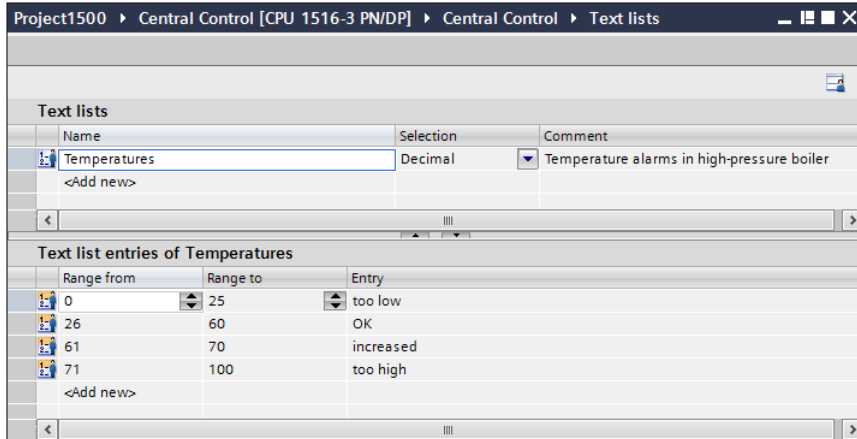 Project1500 ▸ Central Control [CPU 1516-3 PN/DP] ▸ Central Control ▸ Text lists
Text lists
Name Selection Comment
Temperatures Decimal Temperature alarms in high-pressure boiler
<Add new>
Text list entries of Temperatures
Range from Range to Entry
0 25 too low
26 60 OK
61 70 increased
71 100 too high
<Add new>